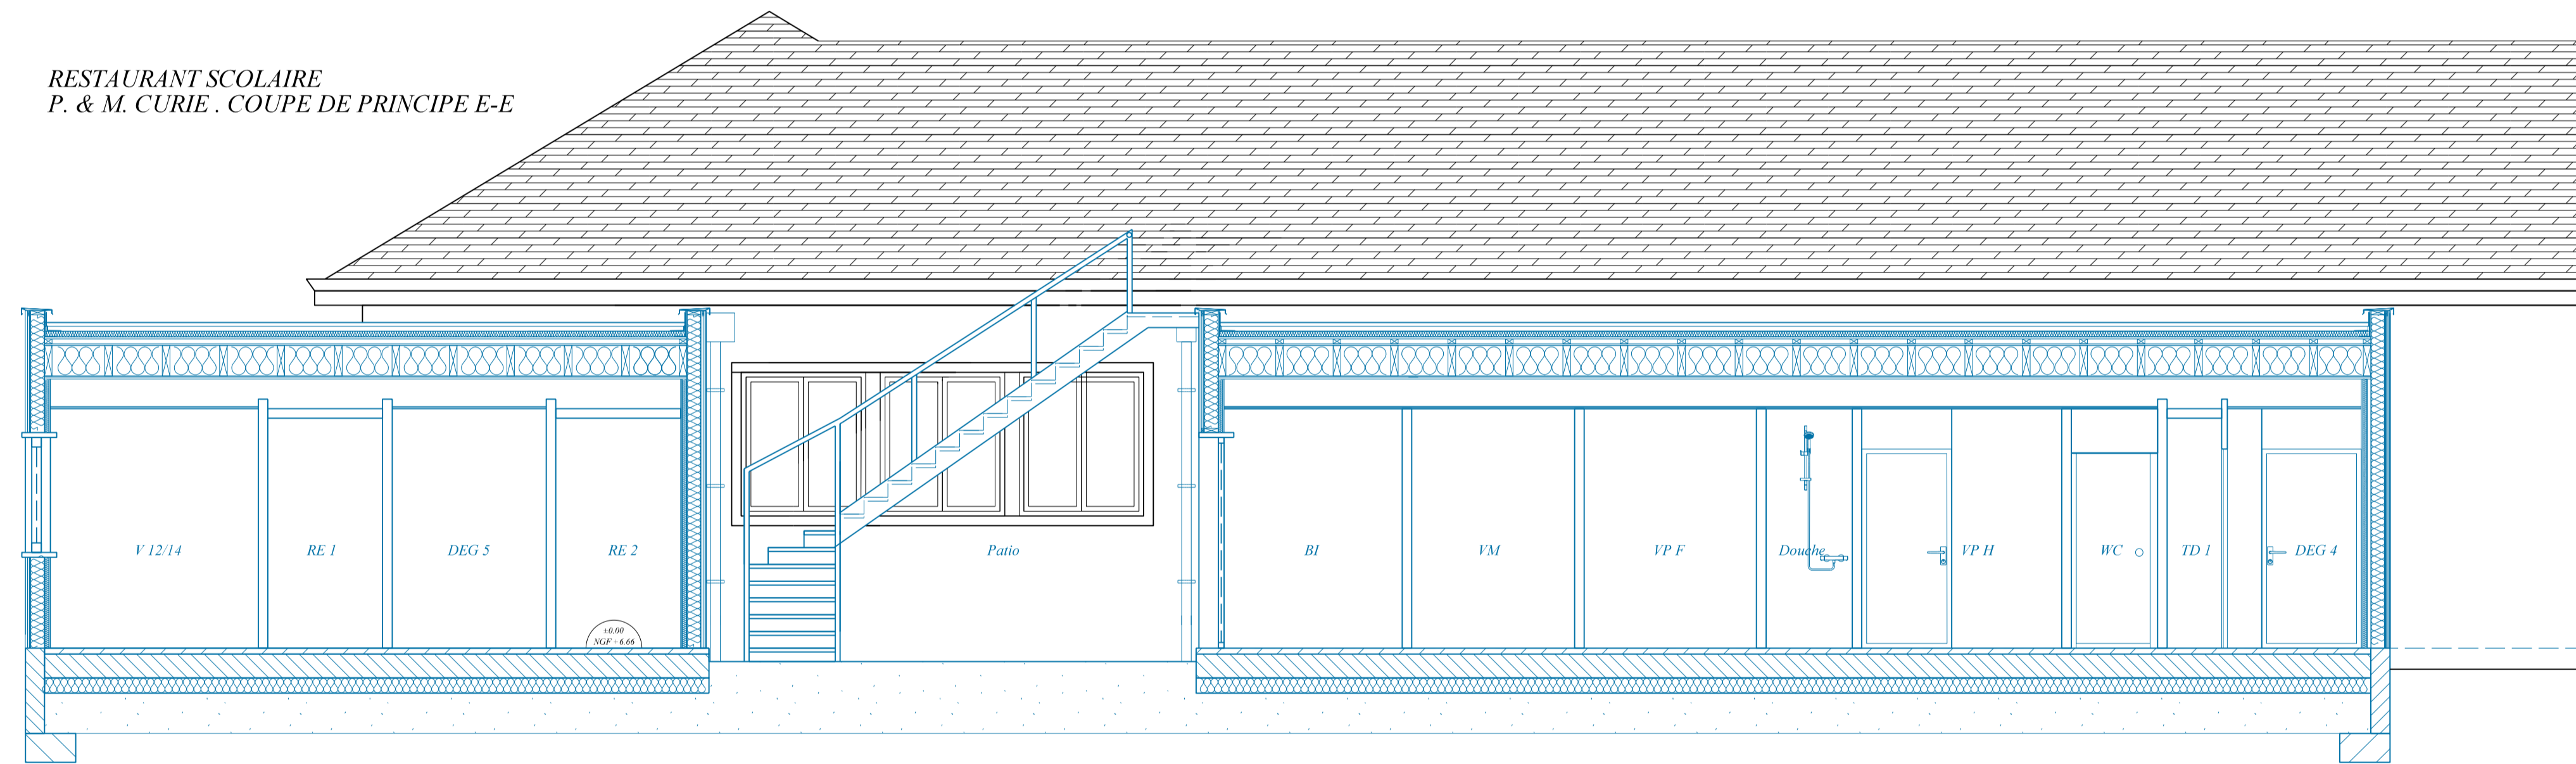 RESTAURANT SCOLAIRE
P. & M. CURIE . COUPE DE PRINCIPE E-E
V 12/14
RE 1
DEG 5
RE 2
Patio
BI
VM
VP F
Douche
VP H
WC
TD 1
DEG 4
±0.00
NGF + 6.66